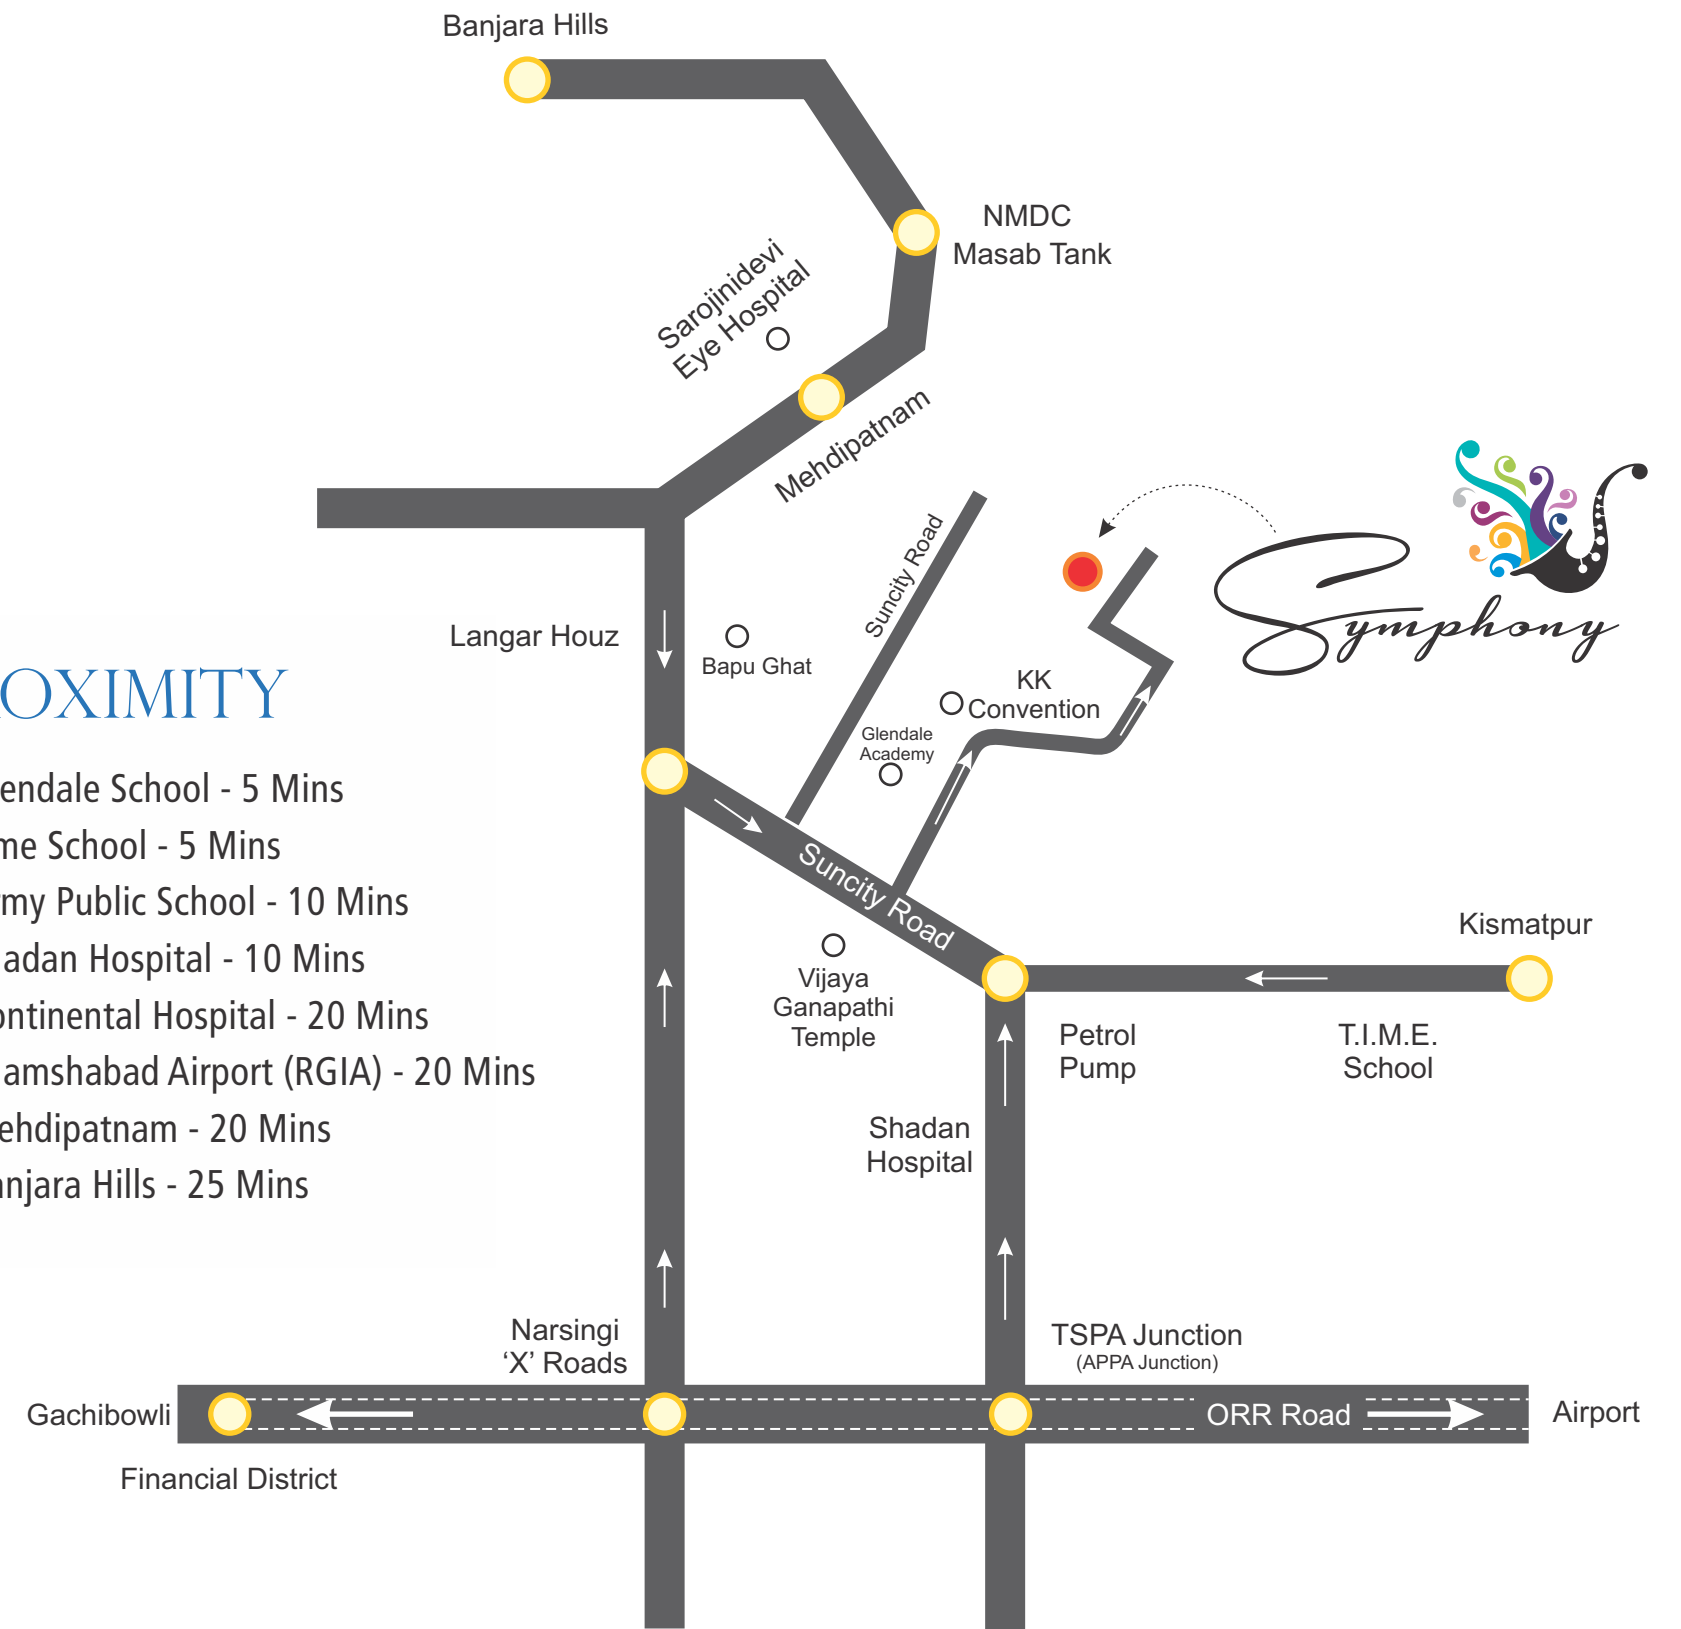 Banjara Hills
NMDC
Masab Tank
Sarojinidevi
Eye Hospital
Mehdipatnam
Suncity Road
Symphony
Langar Houz
Bapu Ghat
KK
Convention
Glendale
Academy
OXIMITY
endale School - 5 Mins
me School - 5 Mins
my Public School - 10 Mins
adan Hospital - 10 Mins
ntinental Hospital - 20 Mins
amshabad Airport (RGIA) - 20 Mins
ehdipatnam - 20 Mins
anjara Hills - 25 Mins
Suncity Road
Kismatpur
Vijaya
Ganapathi
Temple
Petrol
Pump
T.I.M.E.
School
Shadan
Hospital
Narsingi
‘X’ Roads
TSPA Junction
(APPA Junction)
Gachibowli
ORR Road
Airport
Financial District